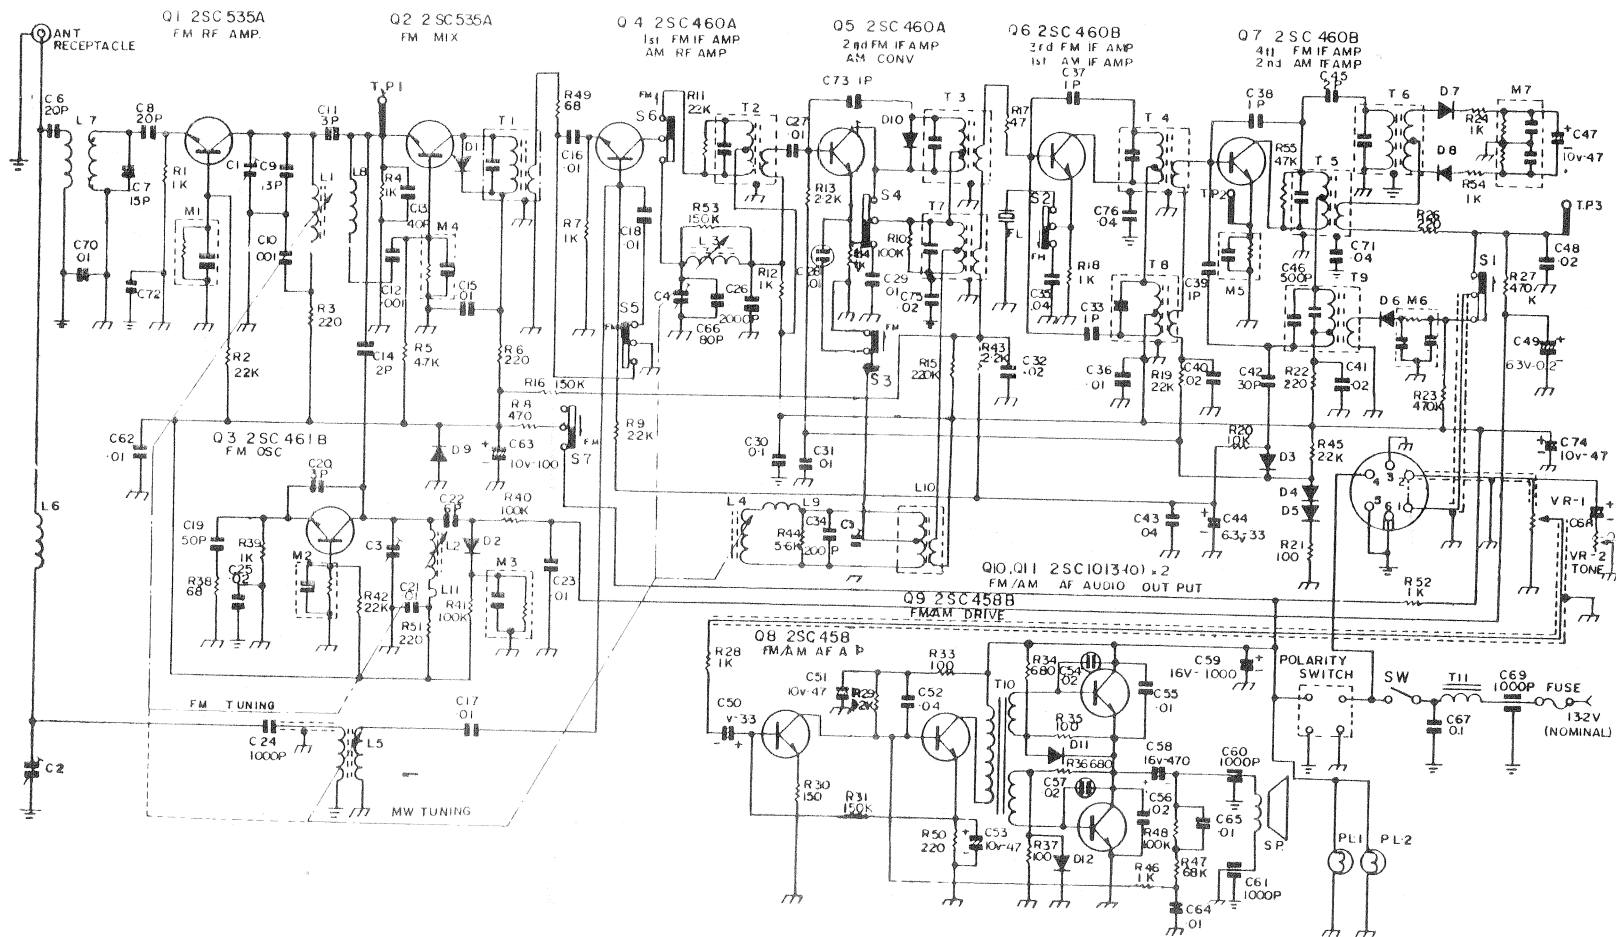 Q1 2SC535A
FM RF AMP.
Q2 2SC535A
FM MIX
Q4 2SC460A
1st FM IF AMP
AM RF AMP
Q5 2SC460A
2nd FM IF AMP
AM CONV
Q6 2SC460B
3rd FM IF AMP
1st AM IF AMP
Q7 2SC460B
4th FM IF AMP
2nd AM IF AMP
ANT
RECEPTACLE
C6
20P
L7
C8
20P
C7
15P
R1
1K
C70
.01
C72
M1
C1
C9
13P
C10
.001
L1
C11
3P
L8
T.P1
R4
1K
C13
40P
C12
.001
M4
C15
.01
D1
T1
R49
68
C16
.01
R7
1K
C18
.01
S6
FM
R11
22K
T2
C27
.01
R53
150K
L3
R12
1K
C4
C66
80P
C26
2000P
S5
FM
C73 1P
D10
T3
R13
2.2K
S4
R10
100K
T7
C29
.01
C75
.02
S3
FM
R17
47
C37
1P
T4
S2
FL
FM
C76
.04
C35
.04
R18
1K
C33
1P
T8
C39
1P
C38
1P
R55
47K
T.P2
M5
T5
C45
2P
T6
D7
D8
R24
1K
R54
1K
M7
C47
10v-47
T.P3
C71
.04
C46
500P
T9
D6
M6
S1
R27
470
K
C48
.02
C49
6.3V-0.2
R2
22K
R3
220
C14
2P
R5
4.7K
R6
220
R16 150K
R8
470
D9
C63
10v-100
S7
FM
R9
22K
R15
220K
R43
2.2K
C32
.02
C36
.01
R19
22K
C40
.02
C42
30P
R22
220
C41
.02
R23
470K
C62
.01
Q3 2SC461B
FM OSC
C20
3P
C30
0.1
C31
.01
R20
10K
D3
R45
22K
D4
D5
R21
100
4 3 2
5 6 1
C74
10v-47
VR-1
VR-2
TONE
L6
C19
50P
R39
1K
R38
68
C25
.02
M2
R42
22K
C3
C21
.01
R51
220
L2
L11
C22
6P
R41
100K
D2
R40
100K
M3
C23
.01
L4
L9
R44
5.6K
C34
200P
L10
C43
.04
C44
6.3v-33
Q10,Q11 2SC1013(O)×2
FM/AM AF AUDIO OUTPUT
Q9 2SC458B
FM/AM DRIVE
R52
1K
FM TUNING
C24
1000P
L5
C17
.01
MW TUNING
C2
Q8 2SC458
R28
1K
C50
C51
10v-47
C52
.04
R33
100
R30
150
R31
150K
R50
220
C53
10v-47
T10
R34
680
C54
.02
C55
.01
R35
100
D11
R36 680
C57
.02
C58
16v-470
C56
.02
R37
100
D12
R48
100K
R46
1K
R47
68K
C65
.01
C64
.01
C59
16V-1000
C60
1000P
C61
1000P
S.P.
POLARITY
SWITCH
SW
T11
C67
0.1
C69
1000P
FUSE
13.2V
(NOMINAL)
PL1
PL2